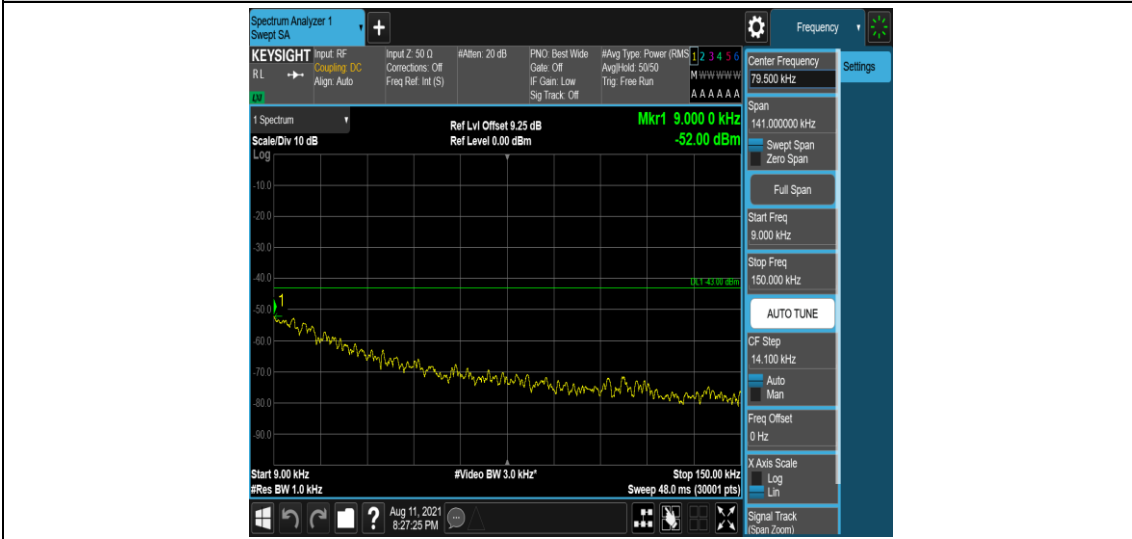 Spectrum Analyzer 1
Swept SA
+
Frequency
KEYSIGHT
RL
Input: RF
Coupling: DC
Align: Auto
Input Z: 50 Ω
Corrections: Off
Freq Ref: Int (S)
#Atten: 20 dB
PNO: Best Wide
Gate: Off
IF Gain: Low
Sig Track: Off
#Avg Type: Power (RMS
Avg|Hold: 50/50
Trig: Free Run
1 2 3 4 5 6
M W W W W W
A A A A A A
1 Spectrum
Scale/Div 10 dB
Log
Ref Lvl Offset 9.25 dB
Ref Level 0.00 dBm
Mkr1 9.000 0 kHz
-52.00 dBm
-10.0
-20.0
-30.0
-40.0
DL1 -43.00 dBm
-50.0
1
-60.0
-70.0
-80.0
-90.0
Start 9.00 kHz
#Res BW 1.0 kHz
#Video BW 3.0 kHz*
Stop 150.00 kHz
Sweep 48.0 ms (30001 pts)
?
Aug 11, 2021
8:27:25 PM
Center Frequency
79.500 kHz
Settings
Span
141.000000 kHz
Swept Span
Zero Span
Full Span
Start Freq
9.000 kHz
Stop Freq
150.000 kHz
AUTO TUNE
CF Step
14.100 kHz
Auto
Man
Freq Offset
0 Hz
X Axis Scale
Log
Lin
Signal Track
(Span Zoom)